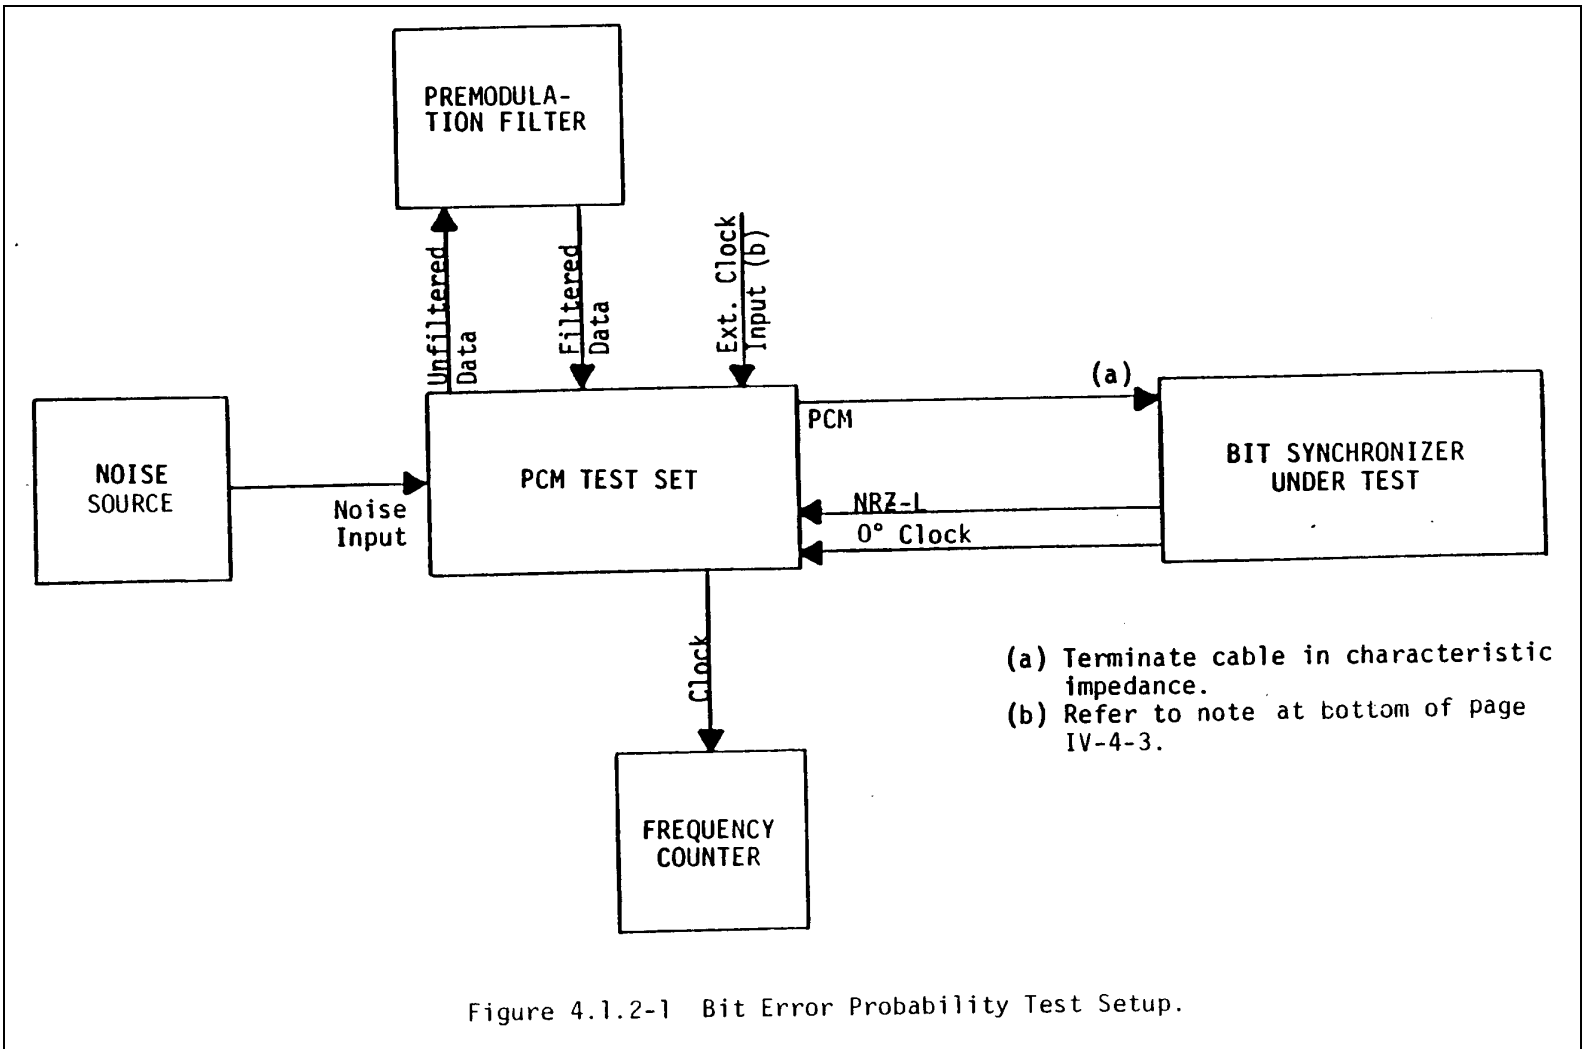 PREMODULA-
TION FILTER
Unfiltered
Data
Filtered
Data
Ext. Clock
Input (b)
(a)
PCM
NOISE
SOURCE
Noise
Input
PCM TEST SET
BIT SYNCHRONIZER
UNDER TEST
NRZ-L
0° Clock
Clock
(a) Terminate cable in characteristic
impedance.
(b) Refer to note at bottom of page
IV-4-3.
FREQUENCY
COUNTER
Figure 4.1.2-1 Bit Error Probability Test Setup.